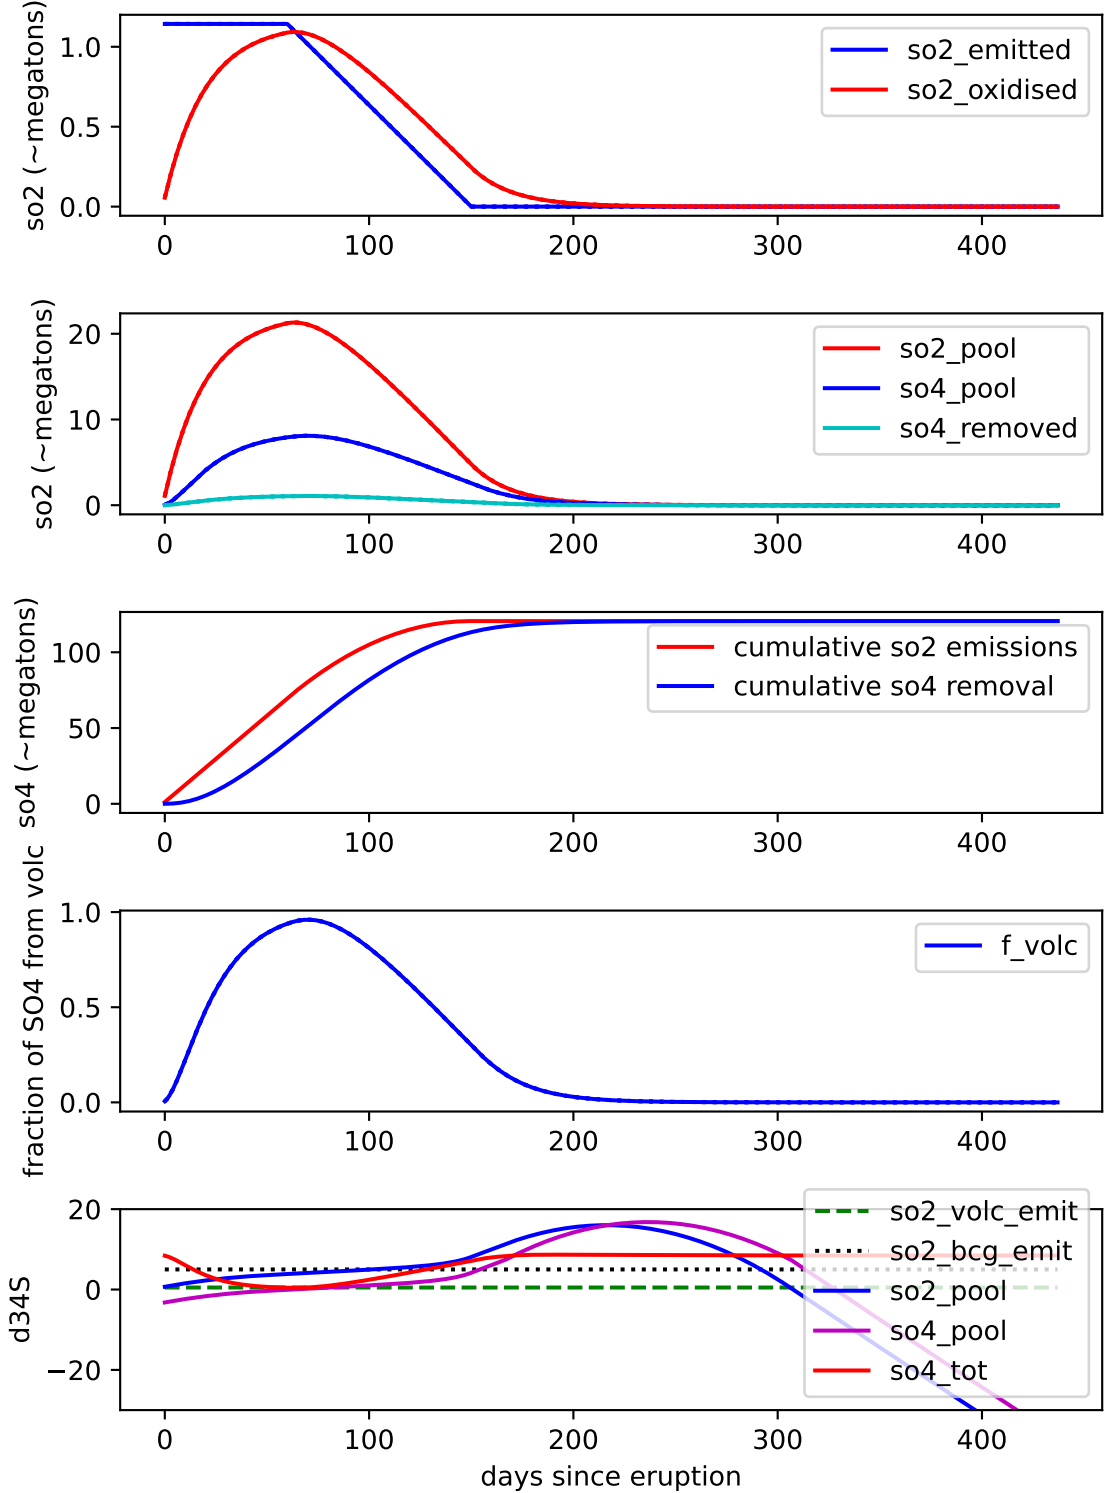 so2 (~megatons)
1.0
0.5
0.0
so2_emitted
so2_oxidised
0 100 200 300 400
so2 (~megatons)
20
10
0
so2_pool
so4_pool
so4_removed
0 100 200 300 400
so4 (~megatons)
100
50
0
cumulative so2 emissions
cumulative so4 removal
0 100 200 300 400
fraction of SO4 from volc
1.0
0.5
0.0
f_volc
0 100 200 300 400
d34S
20
0
−20
so2_volc_emit
so2_bcg_emit
so2_pool
so4_pool
so4_tot
0 100 200 300 400
days since eruption